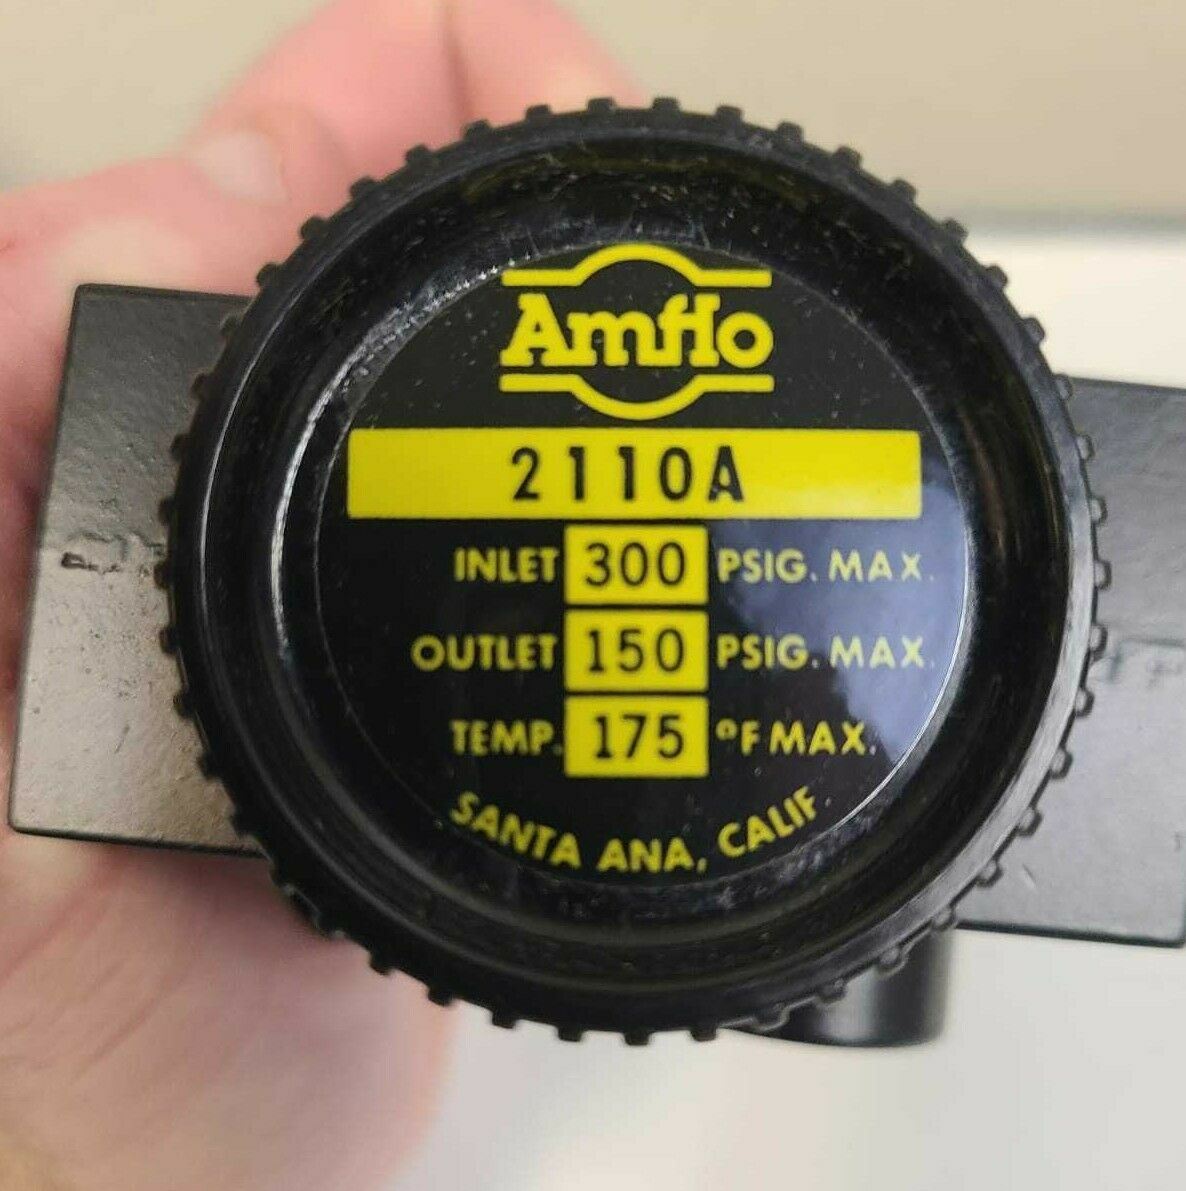 Amflo
2110A
INLET 300 PSIG. MAX.
OUTLET 150 PSIG. MAX.
TEMP. 175 °F MAX.
SANTA ANA, CALIF.